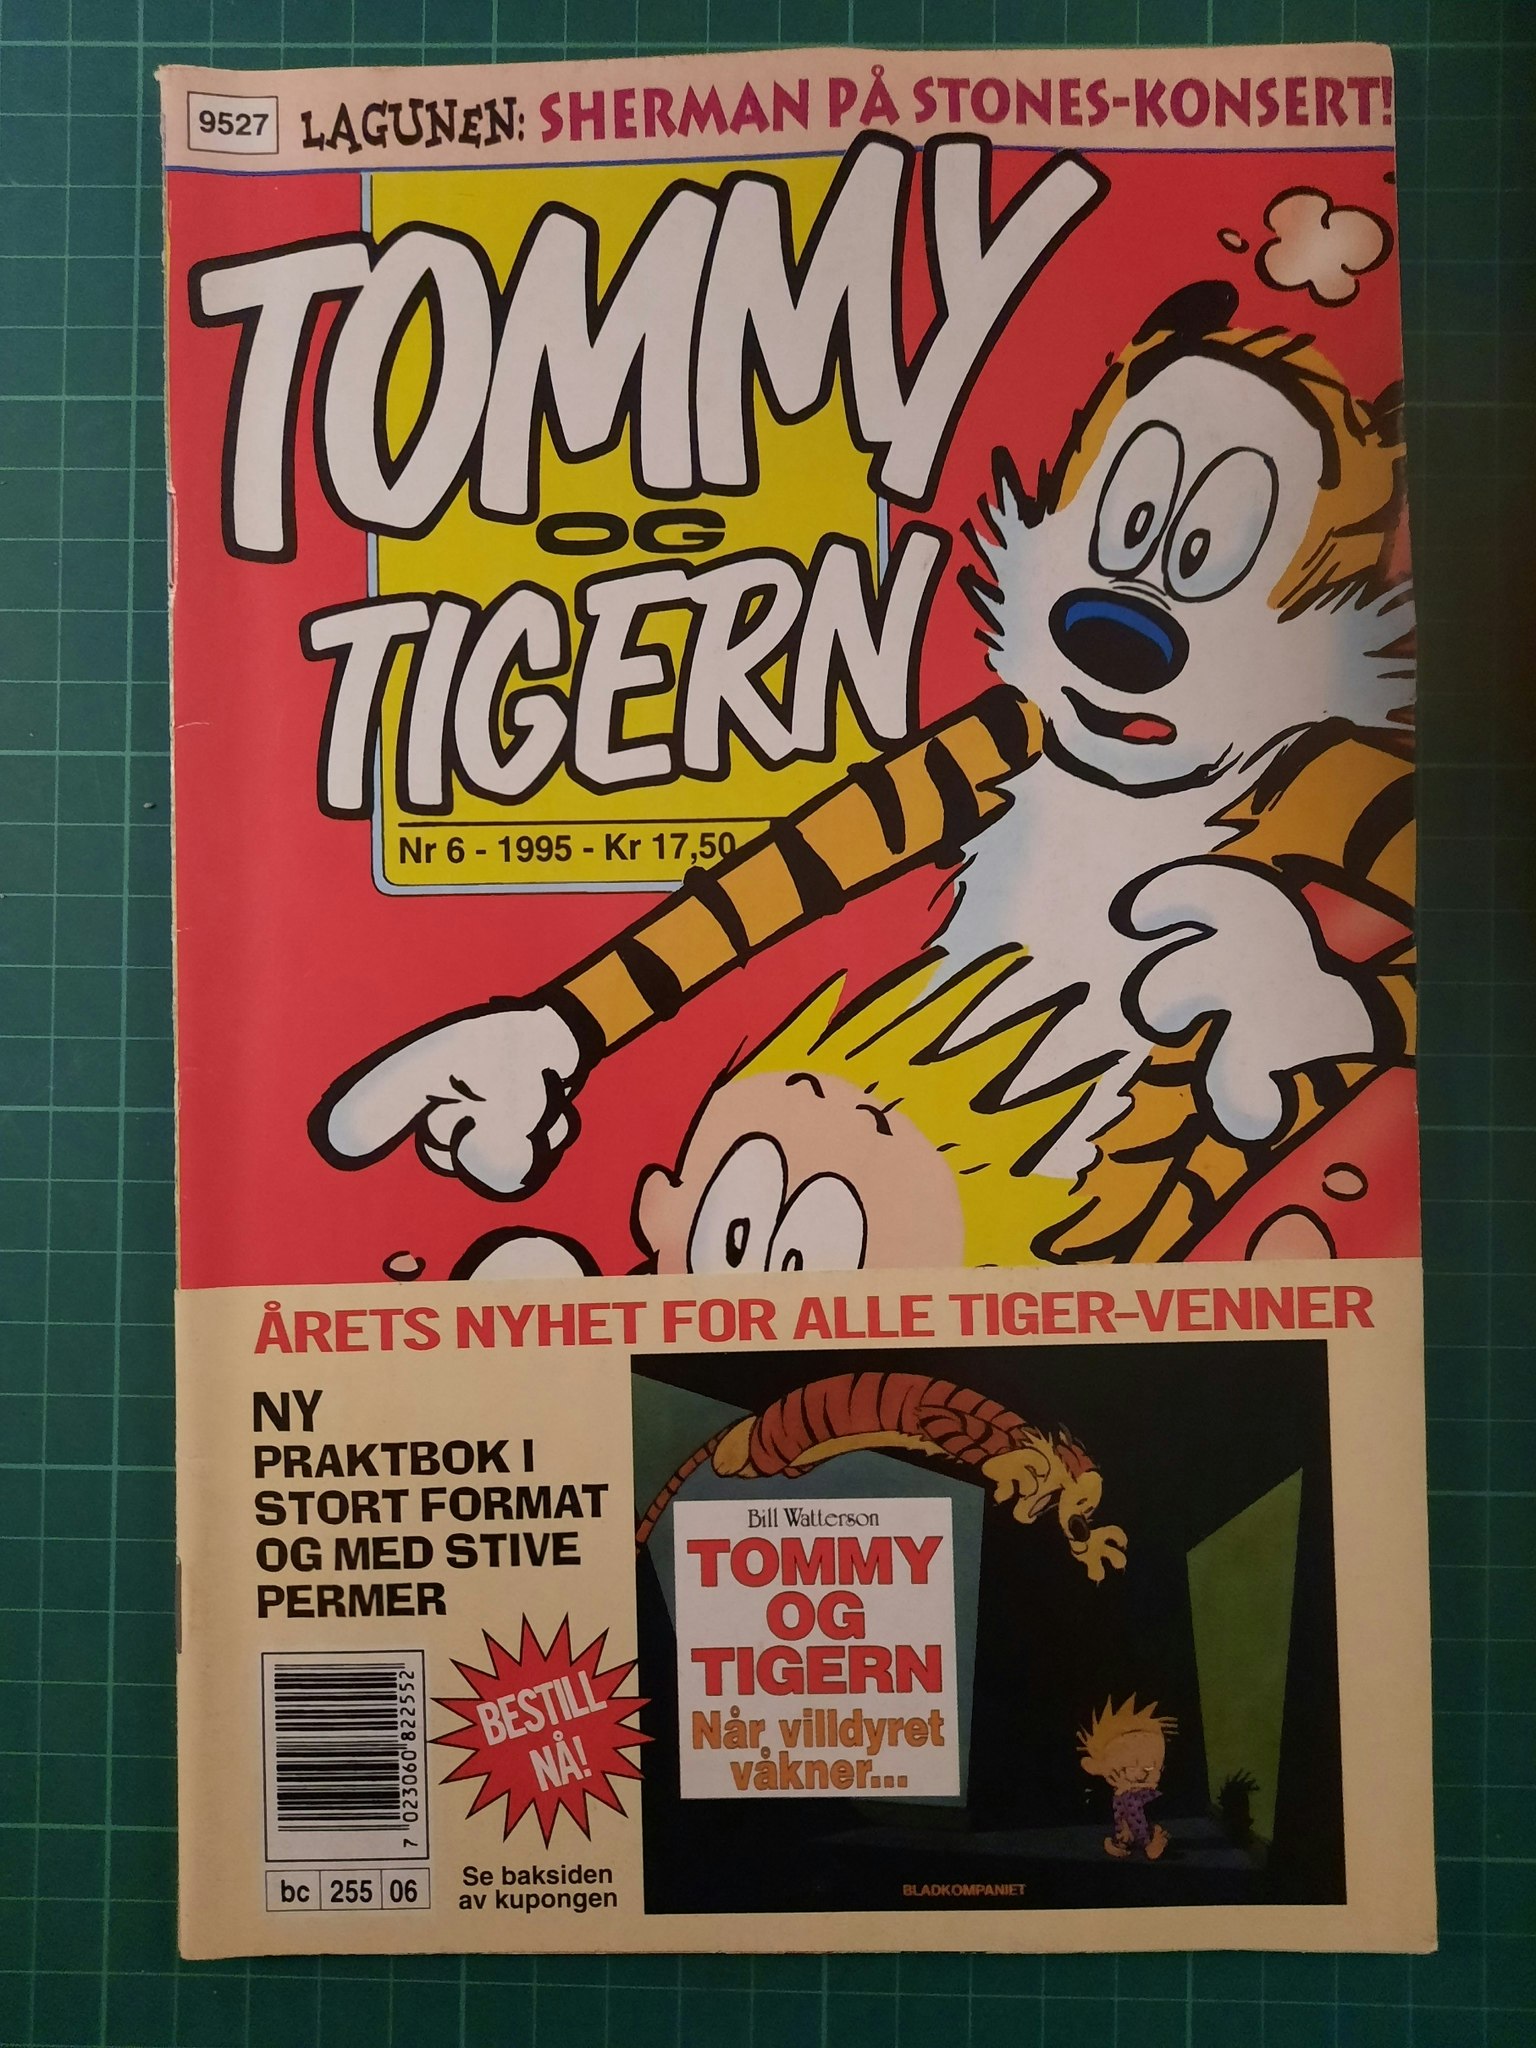 9527
LAGUNEN: SHERMAN PÅ STONES-KONSERT!
TOMMY
OG
TIGERN
Nr 6 - 1995 - Kr 17,50
ÅRETS NYHET FOR ALLE TIGER-VENNER
NY
PRAKTBOK I
STORT FORMAT
OG MED STIVE
PERMER
BESTILL
NÅ!
Se baksiden
av kupongen
7 023060 822552
bc 255 06
Bill Watterson
TOMMY
OG
TIGERN
Når villdyret
våkner...
BLADKOMPANIET